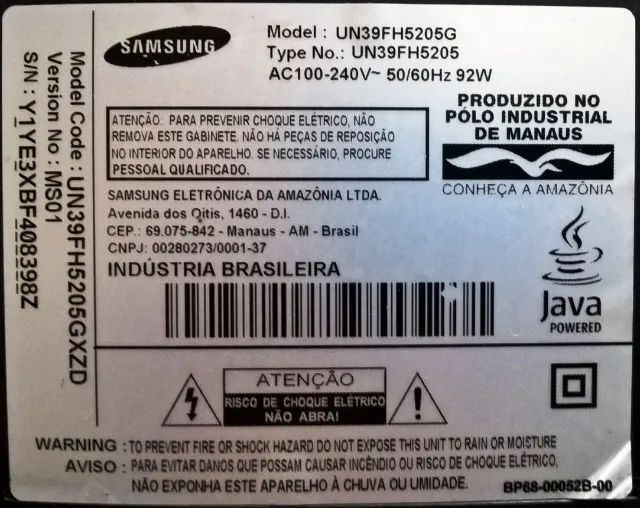 SAMSUNG
Model : UN39FH5205G
Type No.: UN39FH5205
AC100-240V~ 50/60Hz 92W
Model Code : UN39FH5205GXZD
Version No : MS01
S/N : Y1YE3XBF408398Z
ATENÇÃO: PARA PREVENIR CHOQUE ELÉTRICO, NÃO
REMOVA ESTE GABINETE. NÃO HÁ PEÇAS DE REPOSIÇÃO
NO INTERIOR DO APARELHO. SE NECESSÁRIO, PROCURE
PESSOAL QUALIFICADO.
PRODUZIDO NO
PÓLO INDUSTRIAL
DE MANAUS
CONHEÇA A AMAZÔNIA
SAMSUNG ELETRÔNICA DA AMAZÔNIA LTDA.
Avenida dos Oitis, 1460 - D.I.
CEP.: 69.075-842 - Manaus - AM - Brasil
CNPJ: 00280273/0001-37
INDÚSTRIA BRASILEIRA
Java
POWERED
ATENÇÃO
RISCO DE CHOQUE ELÉTRICO
NÃO ABRA!
WARNING : TO PREVENT FIRE OR SHOCK HAZARD DO NOT EXPOSE THIS UNIT TO RAIN OR MOISTURE
AVISO : PARA EVITAR DANOS QUE POSSAM CAUSAR INCÊNDIO OU RISCO DE CHOQUE ELÉTRICO,
NÃO EXPONHA ESTE APARELHO À CHUVA OU UMIDADE.
BP68-00052B-00